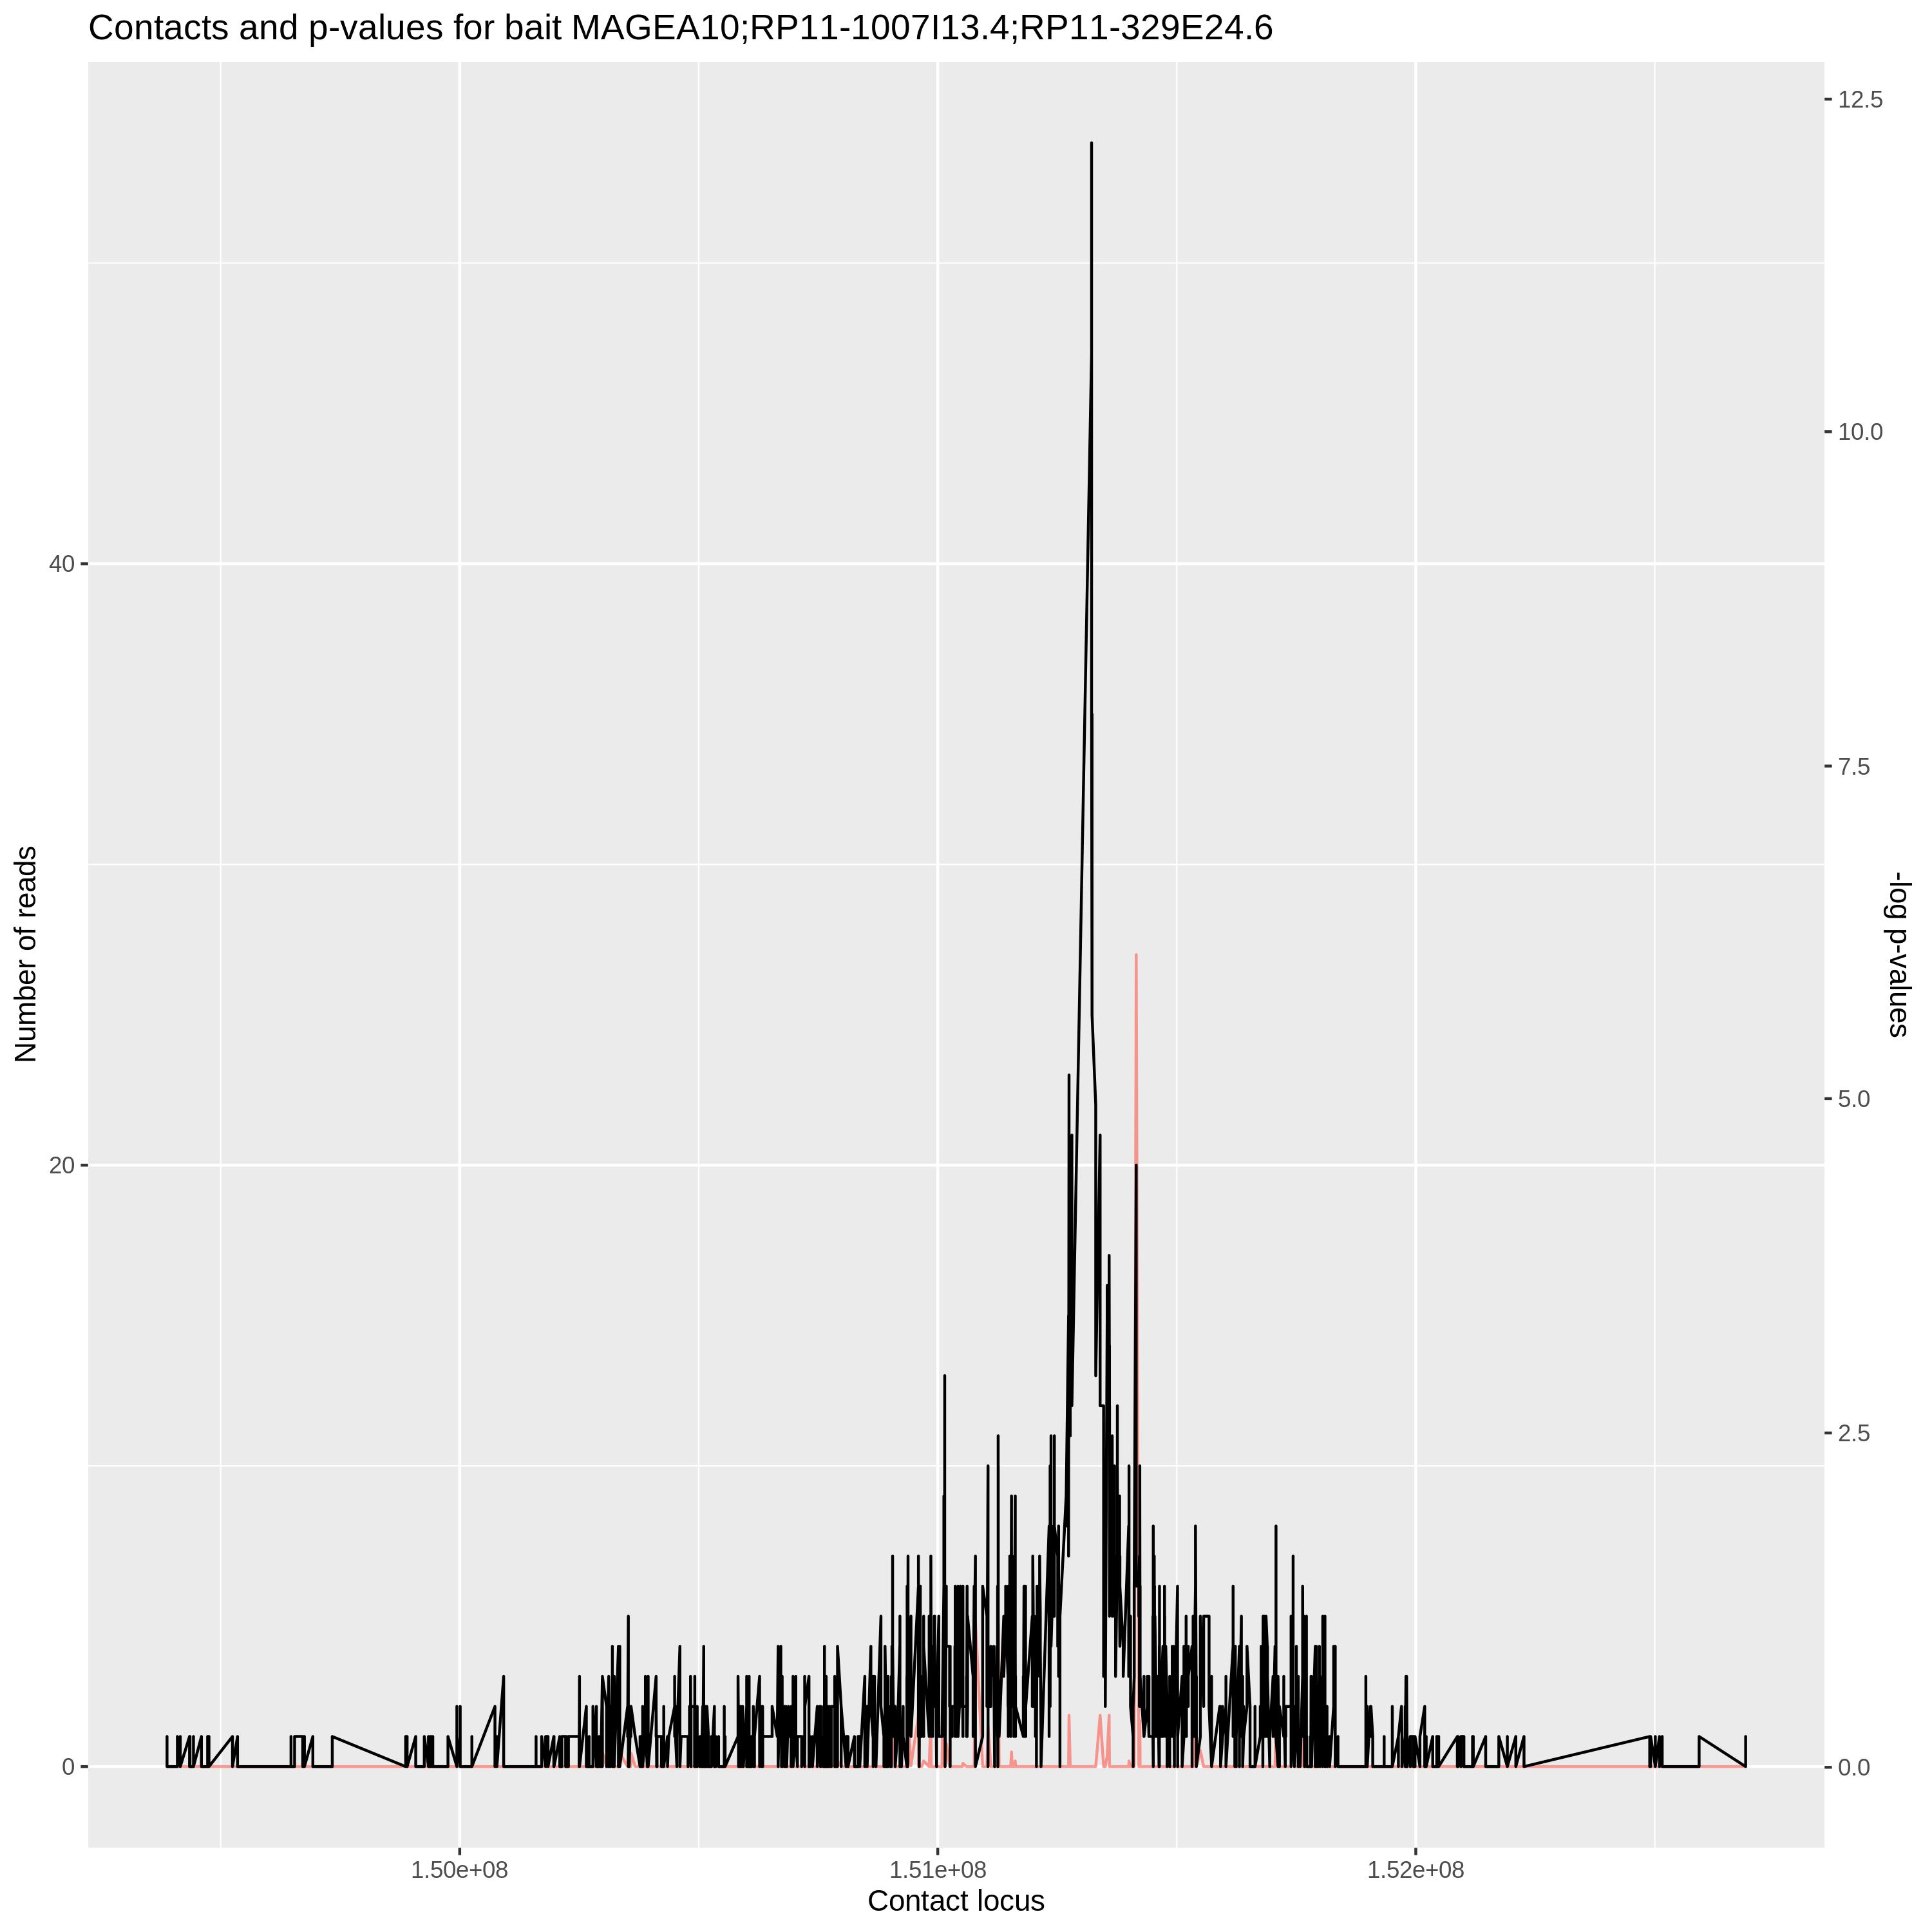 Contacts and p-values for bait MAGEA10;RP11-1007I13.4;RP11-329E24.6
12.5
10.0
40
7.5
Number of reads
-log p-values
5.0
20
2.5
0
0.0
1.50e+08
1.51e+08
1.52e+08
Contact locus